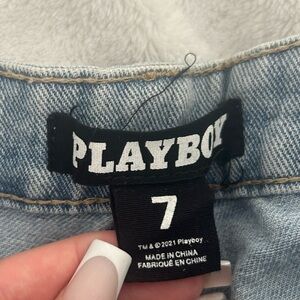 PLAYBOY
7
TM & © 2021 Playboy
MADE IN CHINA
FABRIQUÉ EN CHINE